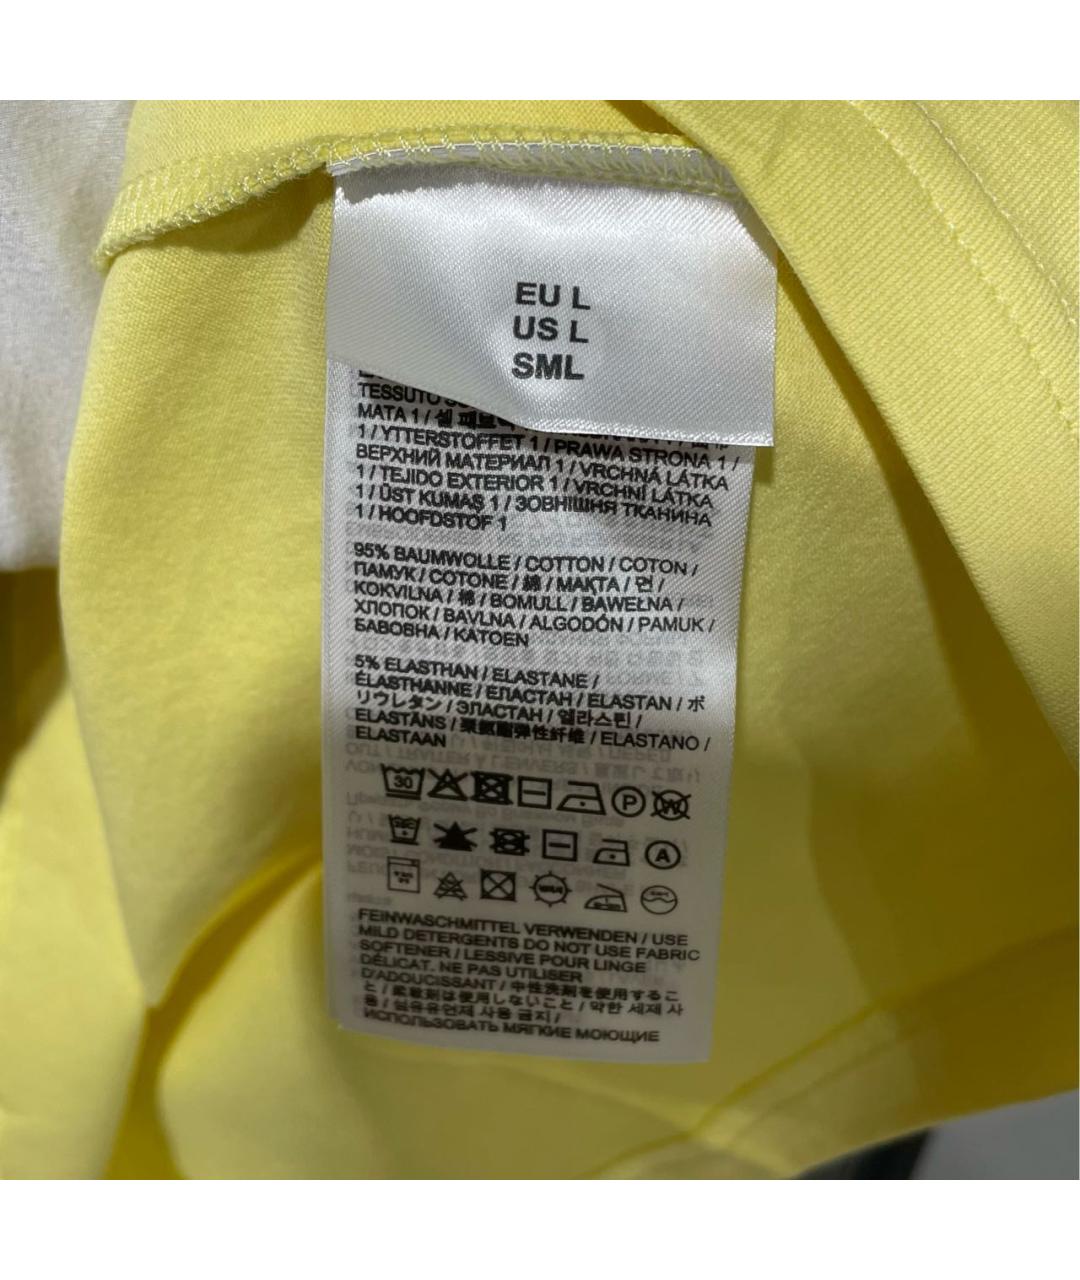 EU L
US L
SML
TESSUTO
MATA 1 / 셸 패브릭
1 / YTTERSTOFFET 1 / PRAWA STRONA 1 /
ВЕРХНИЙ МАТЕРИАЛ 1 / VRCHNÁ LÁTKA
1 / TEJIDO EXTERIOR 1 / VRCHNÍ LÁTKA
1 / ÜST KUMAŞ 1 / ЗОВНІШНЯ ТКАНИНА
1 / HOOFDSTOF 1
95% BAUMWOLLE / COTTON / COTON /
ПАМУК / COTONE / 綿 / МАҚТА / 면 /
KOKVILNA / 棉 / BOMULL / BAWEŁNA /
ХЛОПОК / BAVLNA / ALGODÓN / PAMUK /
БАВОВНА / KATOEN
5% ELASTHAN / ELASTANE /
ÉLASTHANNE / ЕЛАСТАН / ELASTAN / ポ
リウレタン / ЭЛАСТАН / 엘라스틴 /
ELASTĀNS / 聚氨酯弹性纤维 / ELASTANO /
ELASTAAN
30 P W
A
FEINWASCHMITTEL VERWENDEN / USE
MILD DETERGENTS DO NOT USE FABRIC
SOFTENER / LESSIVE POUR LINGE
DÉLICAT. NE PAS UTILISER
D'ADOUCISSANT / 中性洗剤を使用するこ
と / 柔軟剤は使用しないこと / 약한 세제 사
용 / 섬유유연제 사용 금지 /
ИСПОЛЬЗОВАТЬ МЯГКИЕ МОЮЩИЕ